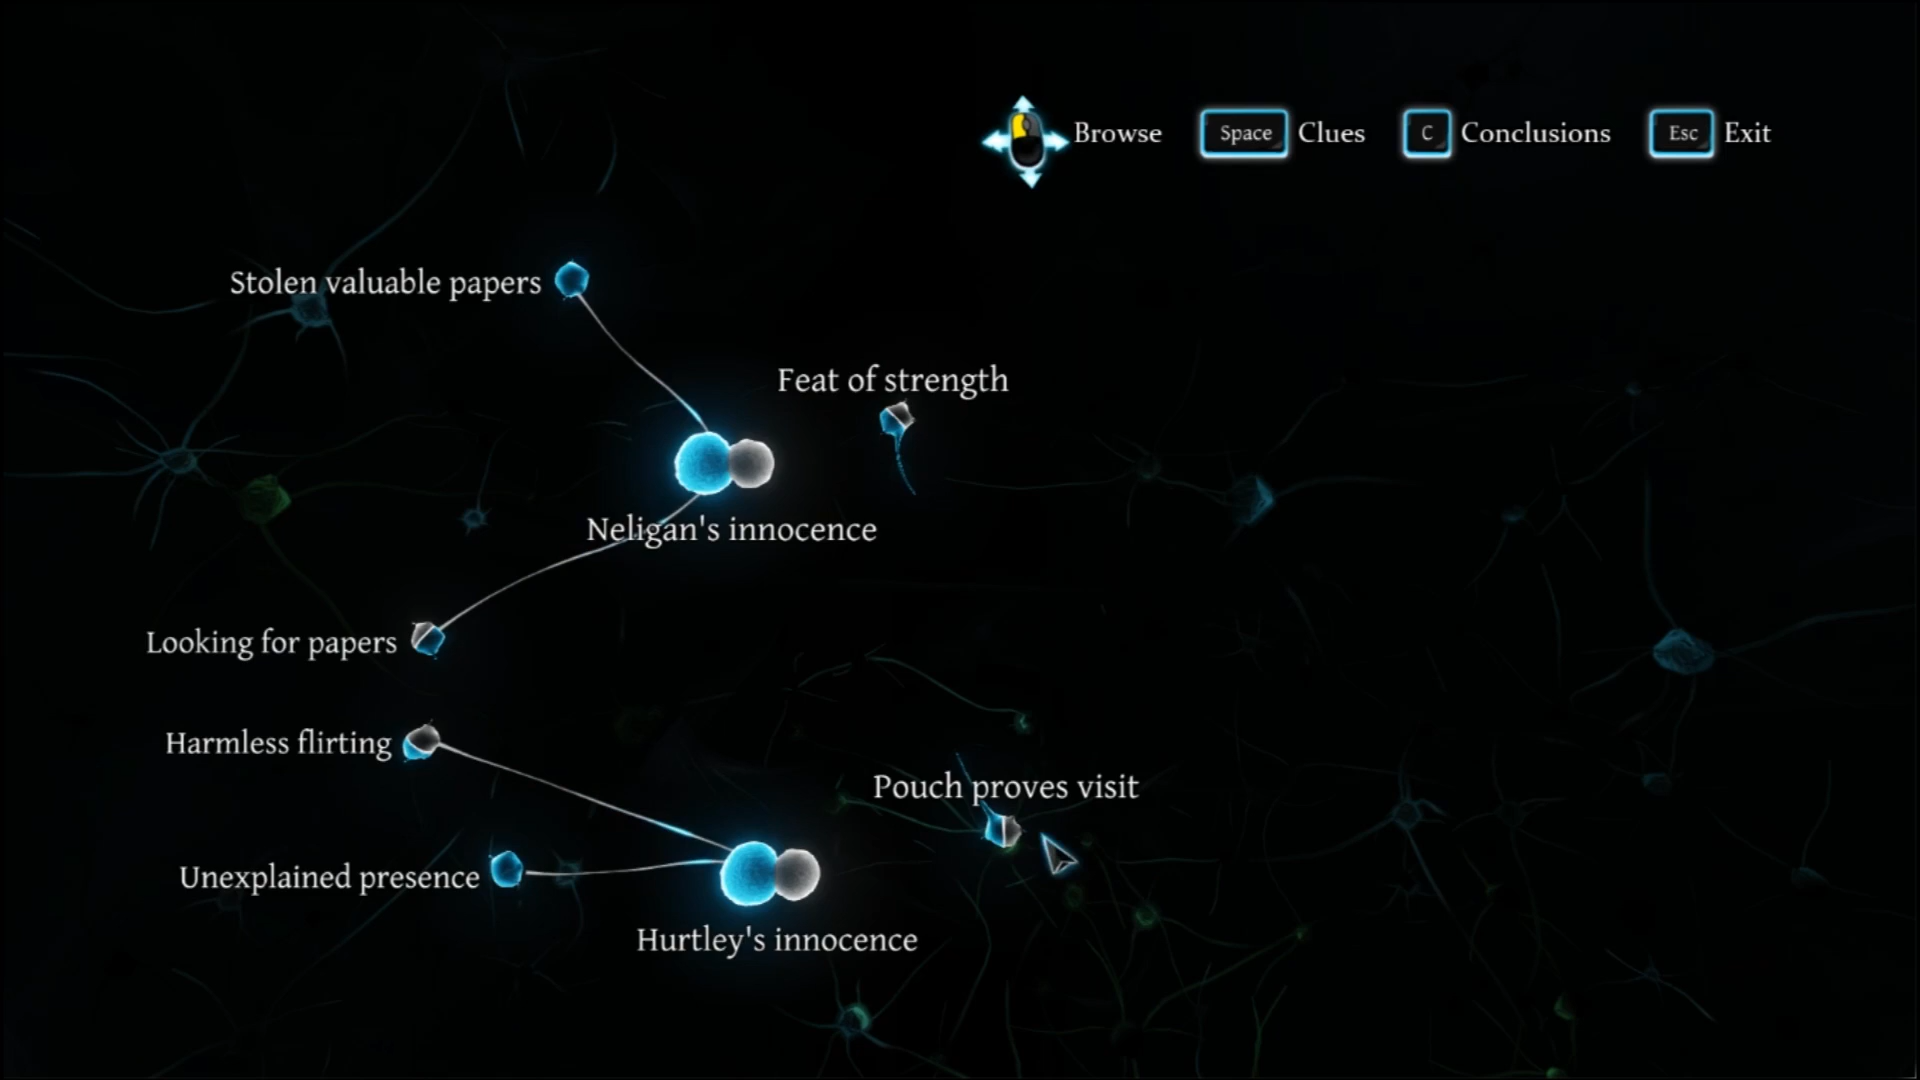 Browse
Space
Clues
C
Conclusions
Esc
Exit
Stolen valuable papers
Feat of strength
Neligan's innocence
Looking for papers
Harmless flirting
Pouch proves visit
Unexplained presence
Hurtley's innocence